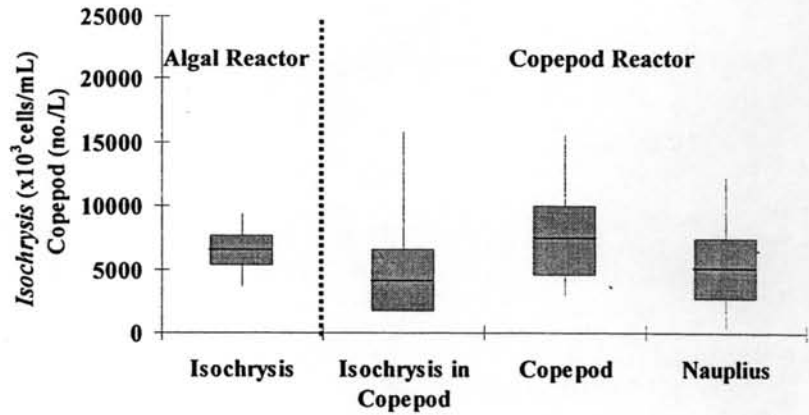 Isochrysis (x10³cells/mL)
Copepod (no./L)
25000
20000
15000
10000
5000
0
Algal Reactor
Copepod Reactor
Isochrysis
Isochrysis in
Copepod
Copepod
Nauplius